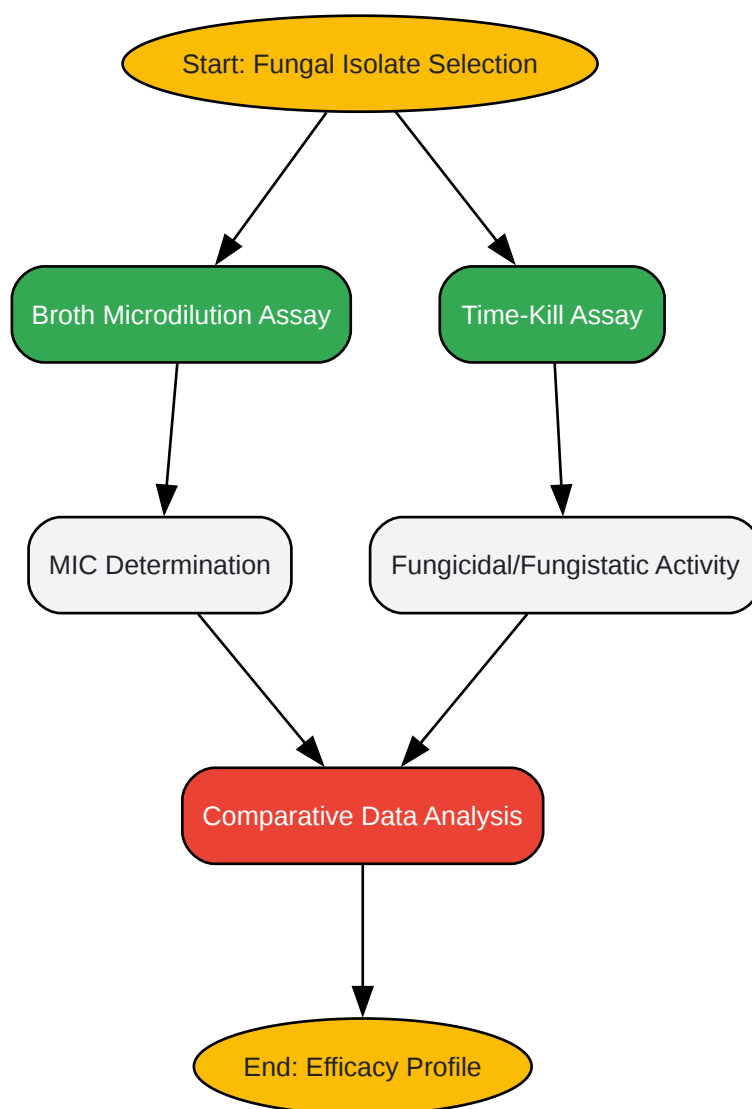 Start: Fungal Isolate Selection
Broth Microdilution Assay
Time-Kill Assay
MIC Determination
Fungicidal/Fungistatic Activity
Comparative Data Analysis
End: Efficacy Profile